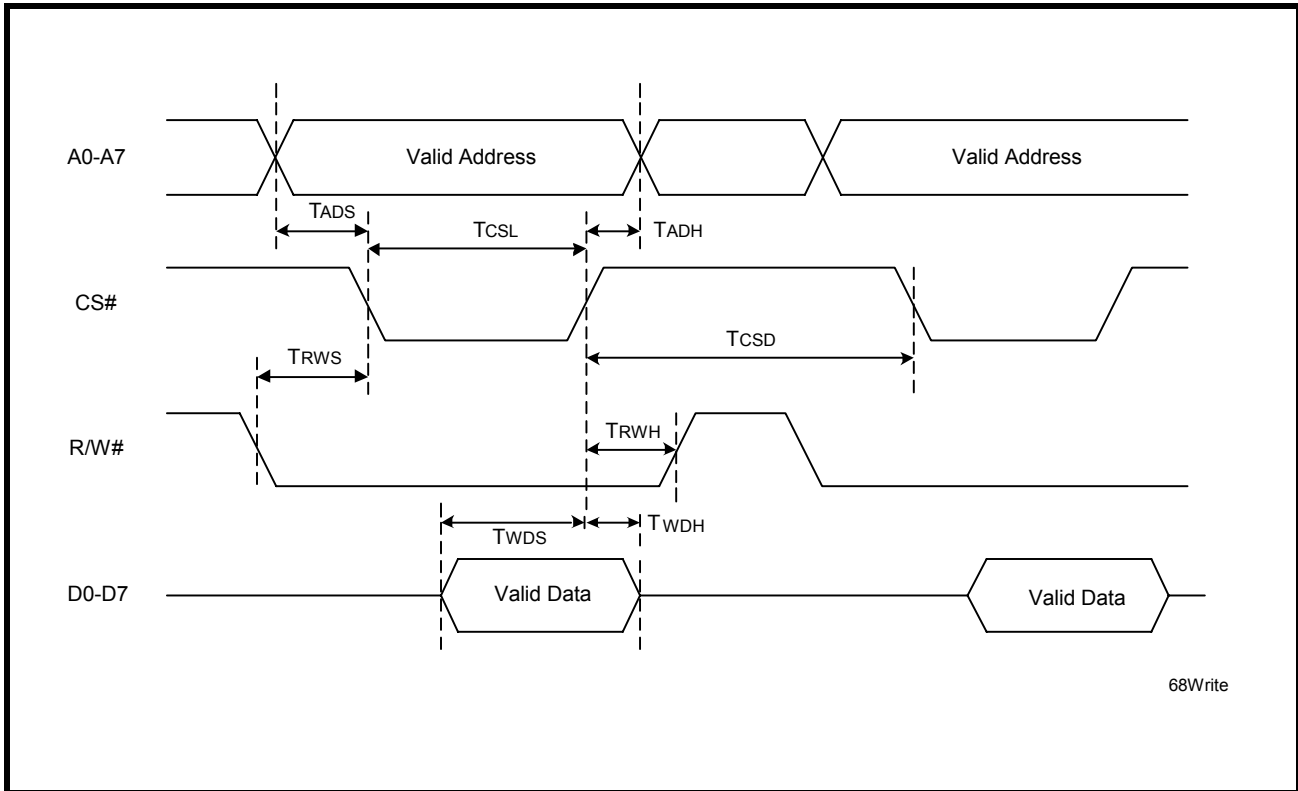 A0-A7
Valid Address
Valid Address
TADS
TCSL
TADH
CS#
TCSD
TRWS
TRWH
R/W#
TWDS
TWDH
D0-D7
Valid Data
Valid Data
68Write